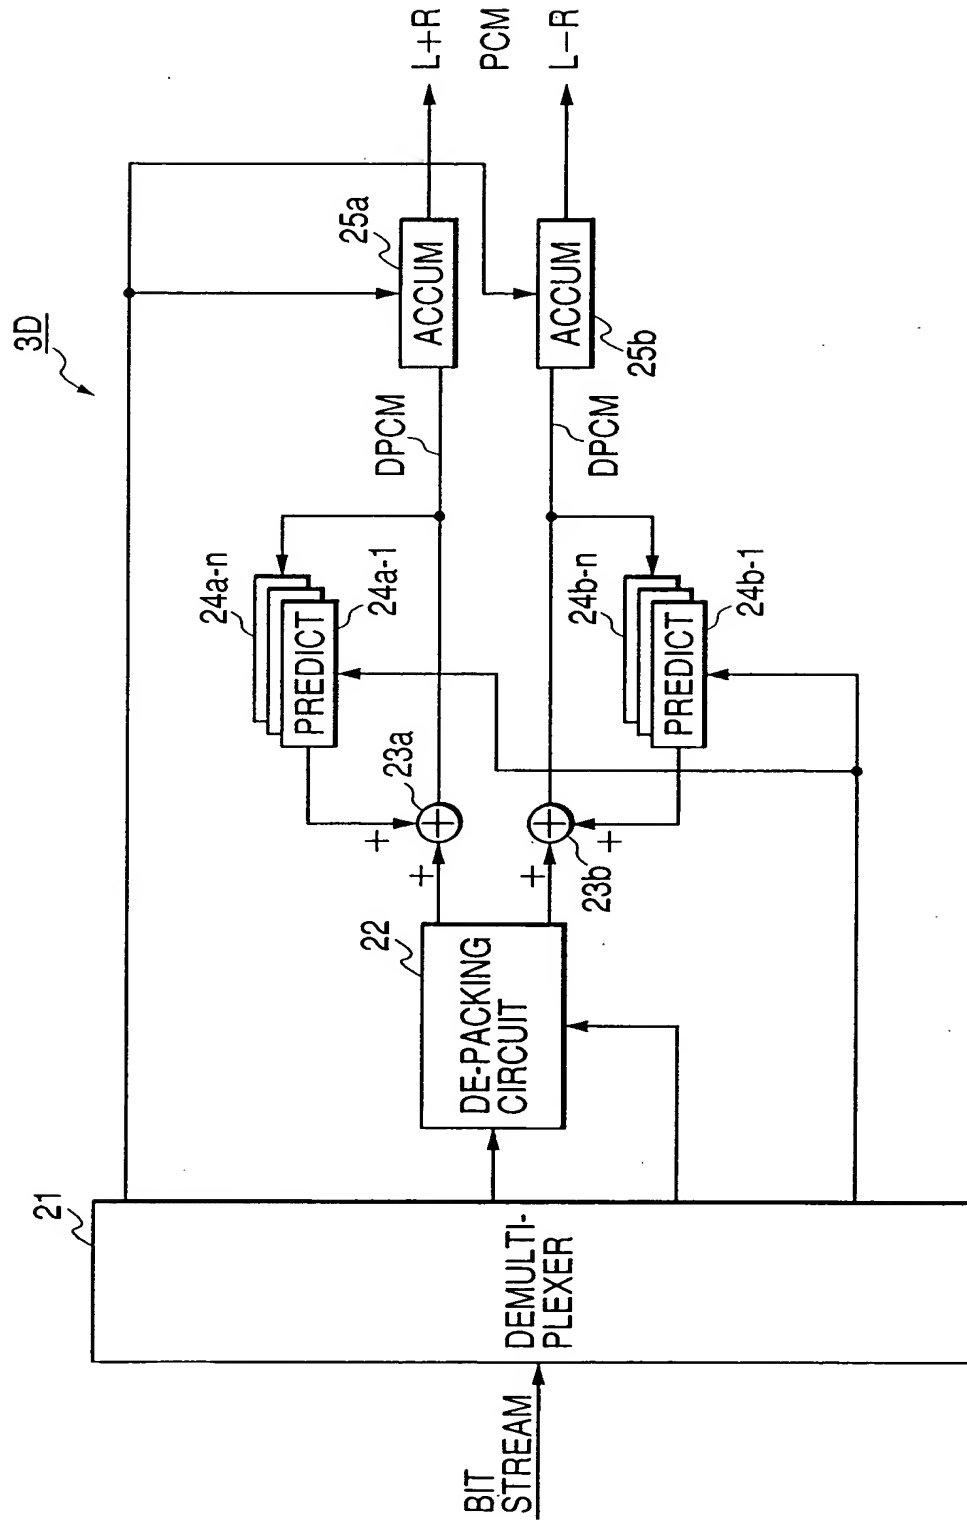 3D
21
BIT
STREAM
DEMULTI-
PLEXER
22
DE-PACKING
CIRCUIT
24a-n
PREDICT
24a-1
23a
+
+
+
+
23b
24b-n
PREDICT
24b-1
DPCM
DPCM
25a
ACCUM
ACCUM
25b
L+R
PCM
L−R